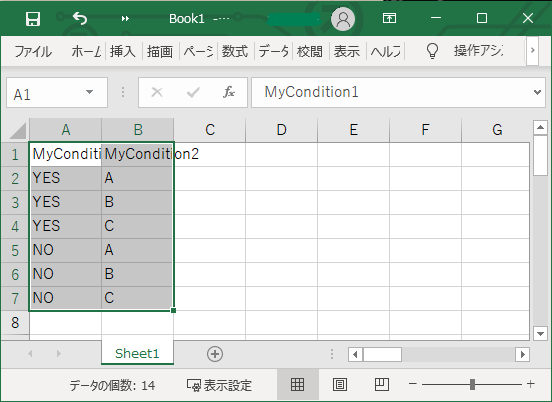 Book1 -…
ファイル ホーム 挿入 描画 ページ 数式 データ 校閲 表示 ヘルプ 操作アシ
A1 fx MyCondition1
A B C D E F G
1 MyConditi MyCondition2
2 YES A
3 YES B
4 YES C
5 NO A
6 NO B
7 NO C
8
Sheet1
データの個数: 14 表示設定